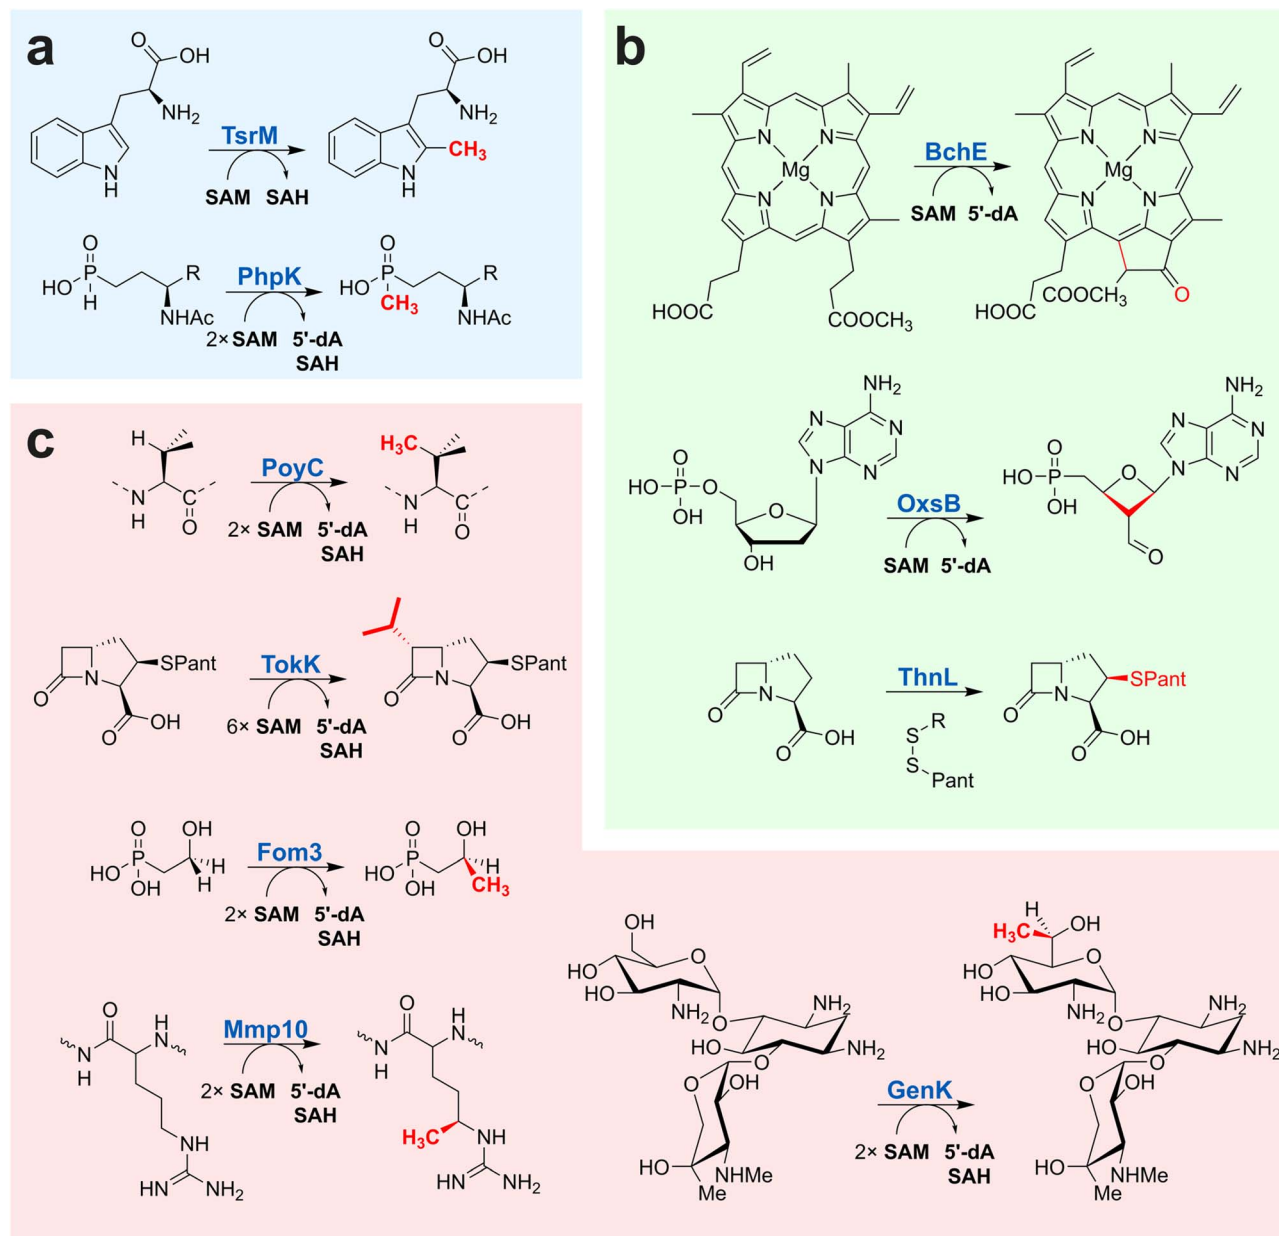 a
O
OH
NH₂
N
H
TsrM
SAM SAH
O
OH
NH₂
CH₃
N
H
O
HO P
H
R
NHAc
PhpK
2× SAM 5'-dA
SAH
O
HO P
CH₃
R
NHAc
b
N N
Mg
N N
HOOC
COOCH₃
BchE
SAM 5'-dA
N N
Mg
N N
COOCH₃
HOOC
O
NH₂
N N
N N
O
HO P O
OH
O
OH
OxsB
SAM 5'-dA
NH₂
N N
N N
O
HO P
OH
O
O
O
N
O
OH
ThnL
S R
S Pant
SPant
O
N
O
OH
c
H
N
H
C
O
PoyC
2× SAM 5'-dA
SAH
H₃C
N
H
C
O
O
N
SPant
O
OH
TokK
6× SAM 5'-dA
SAH
O
N
SPant
O
OH
O
HO P
OH
OH
H
H
Fom3
2× SAM 5'-dA
SAH
O
HO P
OH
OH
H
CH₃
O
H
N
N
H
NH
HN NH₂
Mmp10
2× SAM 5'-dA
SAH
O
H
N
N
H
H₃C
NH
HN NH₂
OH
HO
HO
O
NH₂
O
NH₂
HO
NH₂
O
O
OH
HO
NHMe
Me
GenK
2× SAM 5'-dA
SAH
H
H₃C
OH
HO
HO
O
NH₂
O
NH₂
HO
NH₂
O
O
OH
HO
NHMe
Me